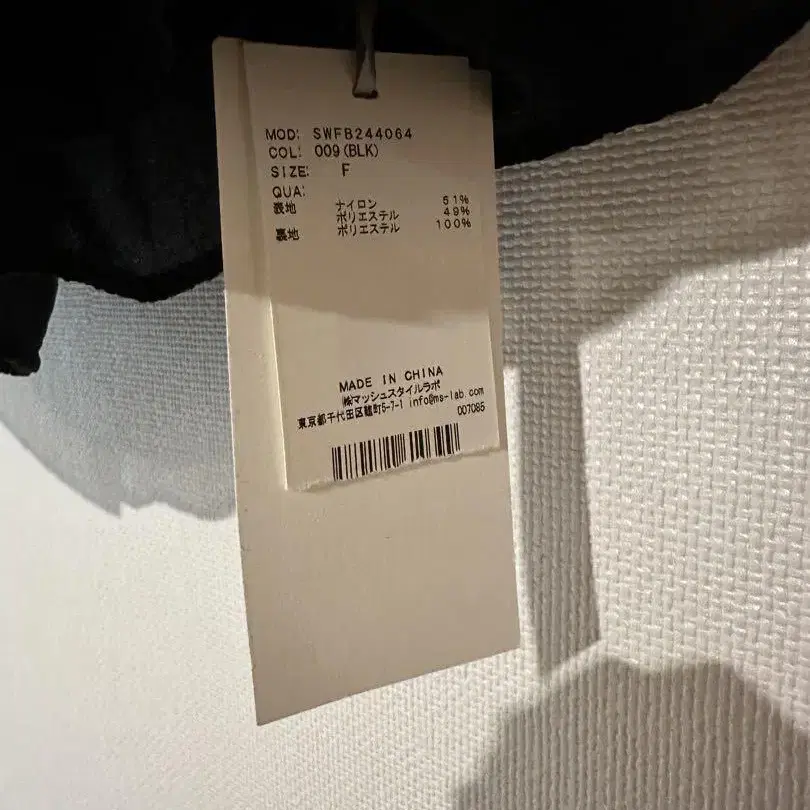 MOD: SWFB244064
COL: 009(BLK)
SIZE: F
QUA:
表地 ナイロン 51%
ポリエステル 49%
裏地 ポリエステル 100%
MADE IN CHINA
㈱マッシュスタイルラボ
東京都千代田区麹町5-7-1 info@ms-lab.com
007085